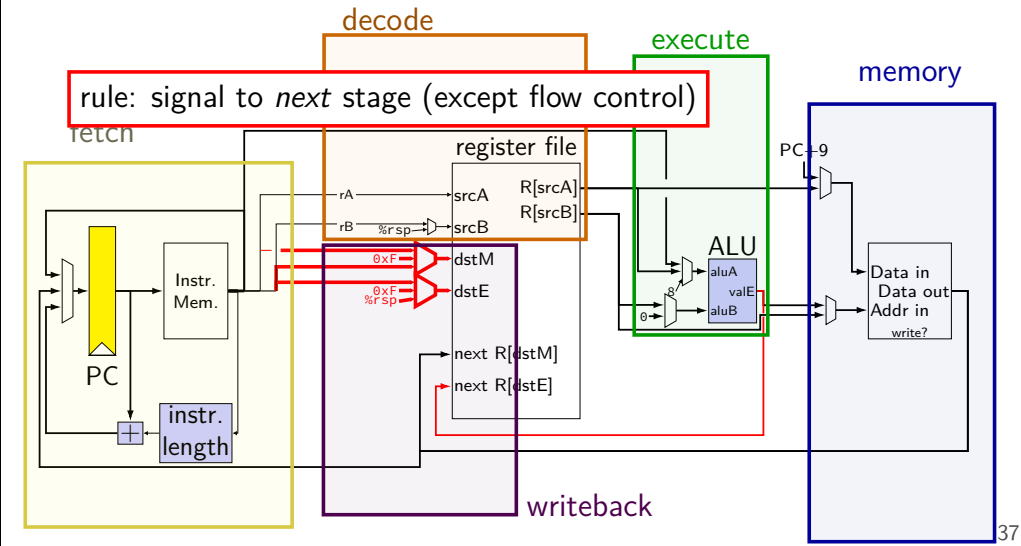 decode
execute
memory
rule: signal to next stage (except flow control)
fetch
register file
PC+9
rA
srcA
R[srcA]
rB
%rsp
srcB
R[srcB]
ALU
0xF
dstM
aluA
Instr.
Mem.
Data in
Data out
Addr in
write?
8
valE
0xF
%rsp
dstE
0
aluB
PC
next R[dstM]
next R[dstE]
+
instr.
length
writeback
37